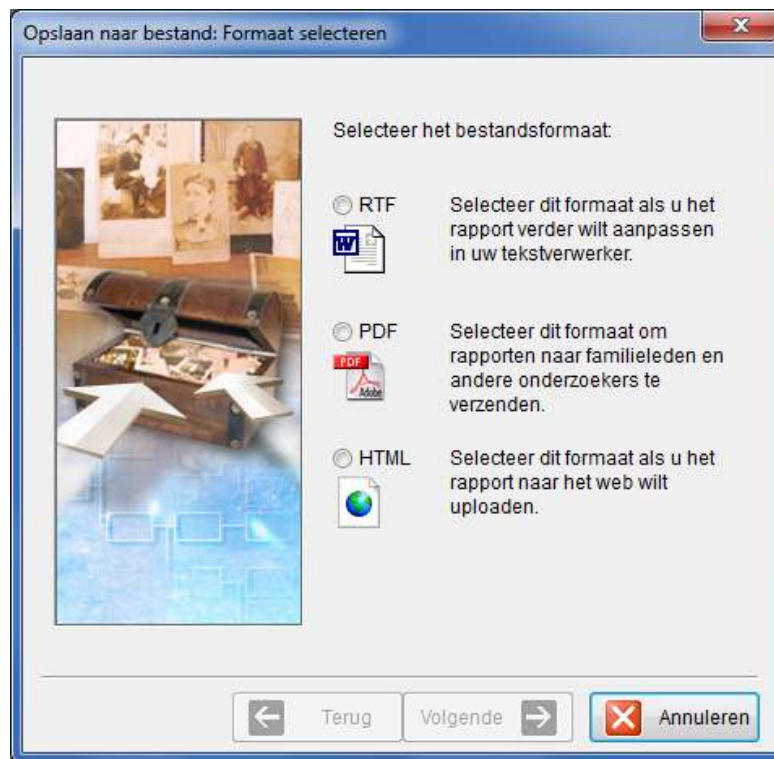 Opslaan naar bestand: Formaat selecteren
Selecteer het bestandsformaat:
RTF
Selecteer dit formaat als u het
rapport verder wilt aanpassen
in uw tekstverwerker.
W
PDF
Selecteer dit formaat om
rapporten naar familieleden en
andere onderzoekers te
verzenden.
PDF
Adobe
HTML
Selecteer dit formaat als u het
rapport naar het web wilt
uploaden.
Terug
Volgende
Annuleren